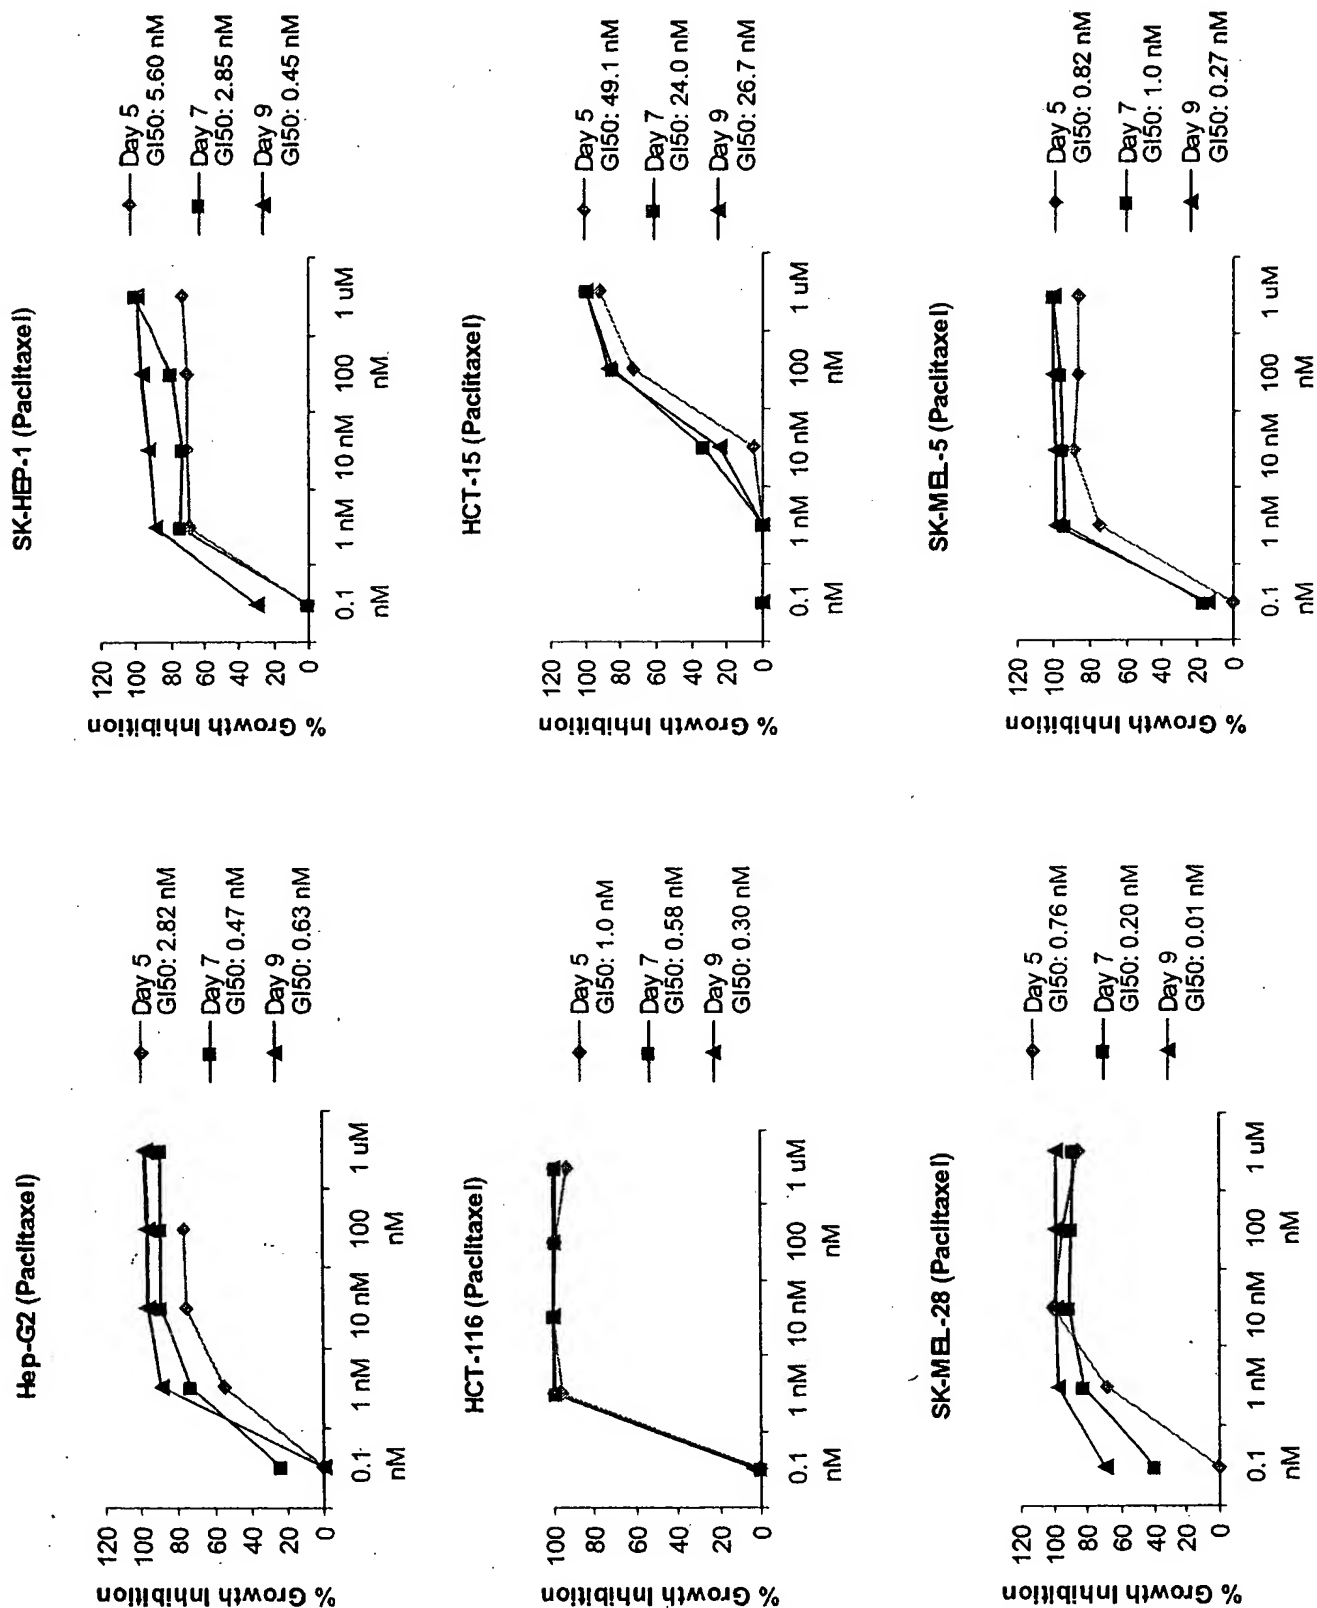 Hep-G2 (Paclitaxel)
% Growth Inhibition
120
100
80
60
40
20
0
0.1 nM
1 nM
10 nM
100 nM
1 uM
Day 5
GI50: 2.82 nM
Day 7
GI50: 0.47 nM
Day 9
GI50: 0.63 nM
SK-HEP-1 (Paclitaxel)
% Growth Inhibition
120
100
80
60
40
20
0
0.1 nM
1 nM
10 nM
100 nM.
1 uM
Day 5
GI50: 5.60 nM
Day 7
GI50: 2.85 nM
Day 9
GI50: 0.45 nM
HCT-116 (Paclitaxel)
% Growth Inhibition
100
80
60
40
20
0
0.1 nM
1 nM
10 nM
100 nM
1 uM
Day 5
GI50: 1.0 nM
Day 7
GI50: 0.58 nM
Day 9
GI50: 0.30 nM
HCT-15 (Paclitaxel)
% Growth Inhibition
120
100
80
60
40
20
0
0.1 nM
1 nM
10 nM
100 nM
1 uM
Day 5
GI50: 49.1 nM
Day 7
GI50: 24.0 nM
Day 9
GI50: 26.7 nM
SK-MEL-28 (Paclitaxel)
% Growth Inhibition
120
100
80
60
40
20
0
0.1 nM
1 nM
10 nM
100 nM
1 uM
Day 5
GI50: 0.76 nM
Day 7
GI50: 0.20 nM
Day 9
GI50: 0.01 nM
SK-MEL-5 (Paclitaxel)
% Growth Inhibition
120
100
80
60
40
20
0
0.1 nM
1 nM
10 nM
100 nM
1 uM
Day 5
GI50: 0.82 nM
Day 7
GI50: 1.0 nM
Day 9
GI50: 0.27 nM